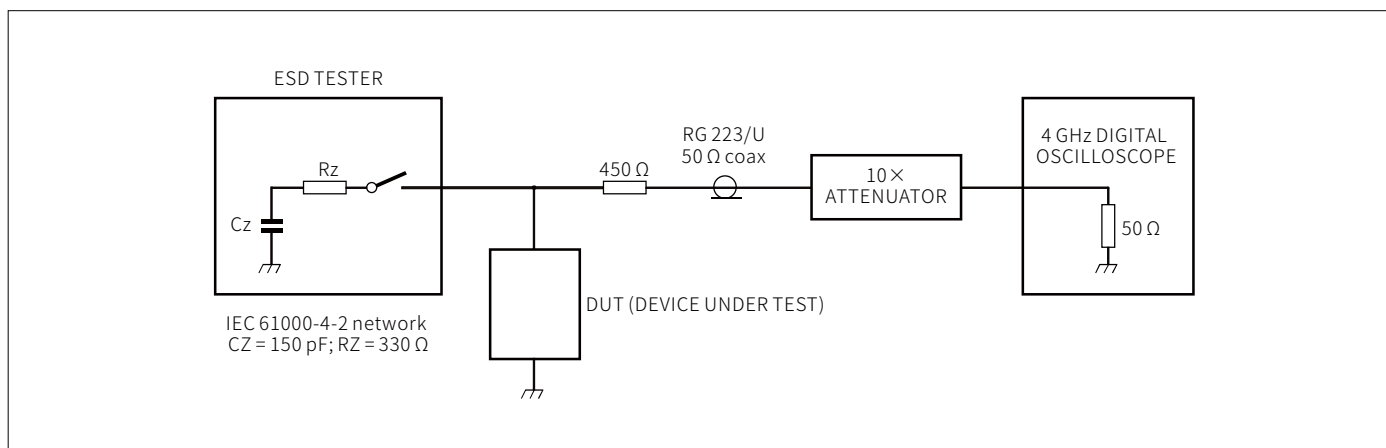 ESD TESTER
Rz
Cz
IEC 61000-4-2 network
CZ = 150 pF; RZ = 330 Ω
450 Ω
RG 223/U
50 Ω coax
10×
ATTENUATOR
4 GHz DIGITAL
OSCILLOSCOPE
50 Ω
DUT (DEVICE UNDER TEST)